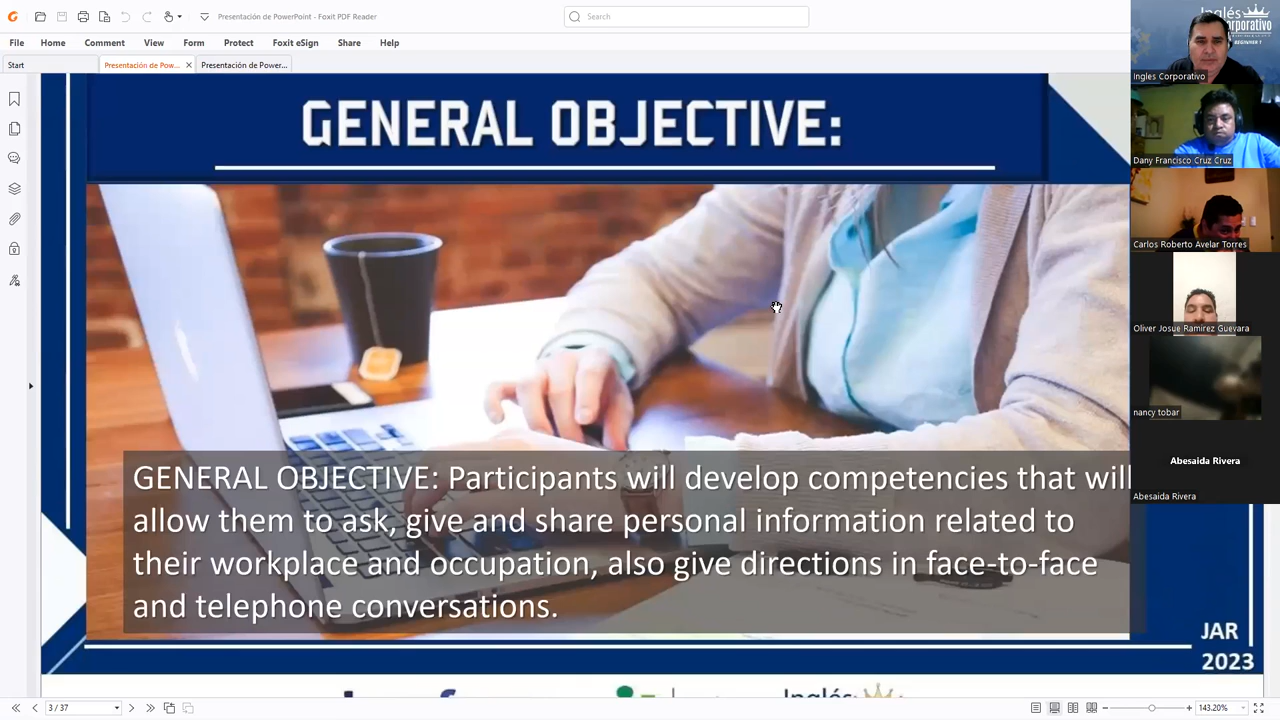 Presentación de PowerPoint - Foxit PDF Reader
Search
File Home Comment View Form Protect Foxit eSign Share Help
Start
Presentación de Pow...
Presentación de Power...
GENERAL OBJECTIVE:
GENERAL OBJECTIVE: Participants will develop competencies that will
allow them to ask, give and share personal information related to
their workplace and occupation, also give directions in face-to-face
and telephone conversations.
JAR
2023
Inglés
3 / 37
143.20%
Inglés
BEGINNER 1
Ingles Corporativo
Dany Francisco Cruz Cruz
Carlos Roberto Avelar Torres
Oliver Josue Ramirez Guevara
nancy tobar
Abesaida Rivera
Abesaida Rivera